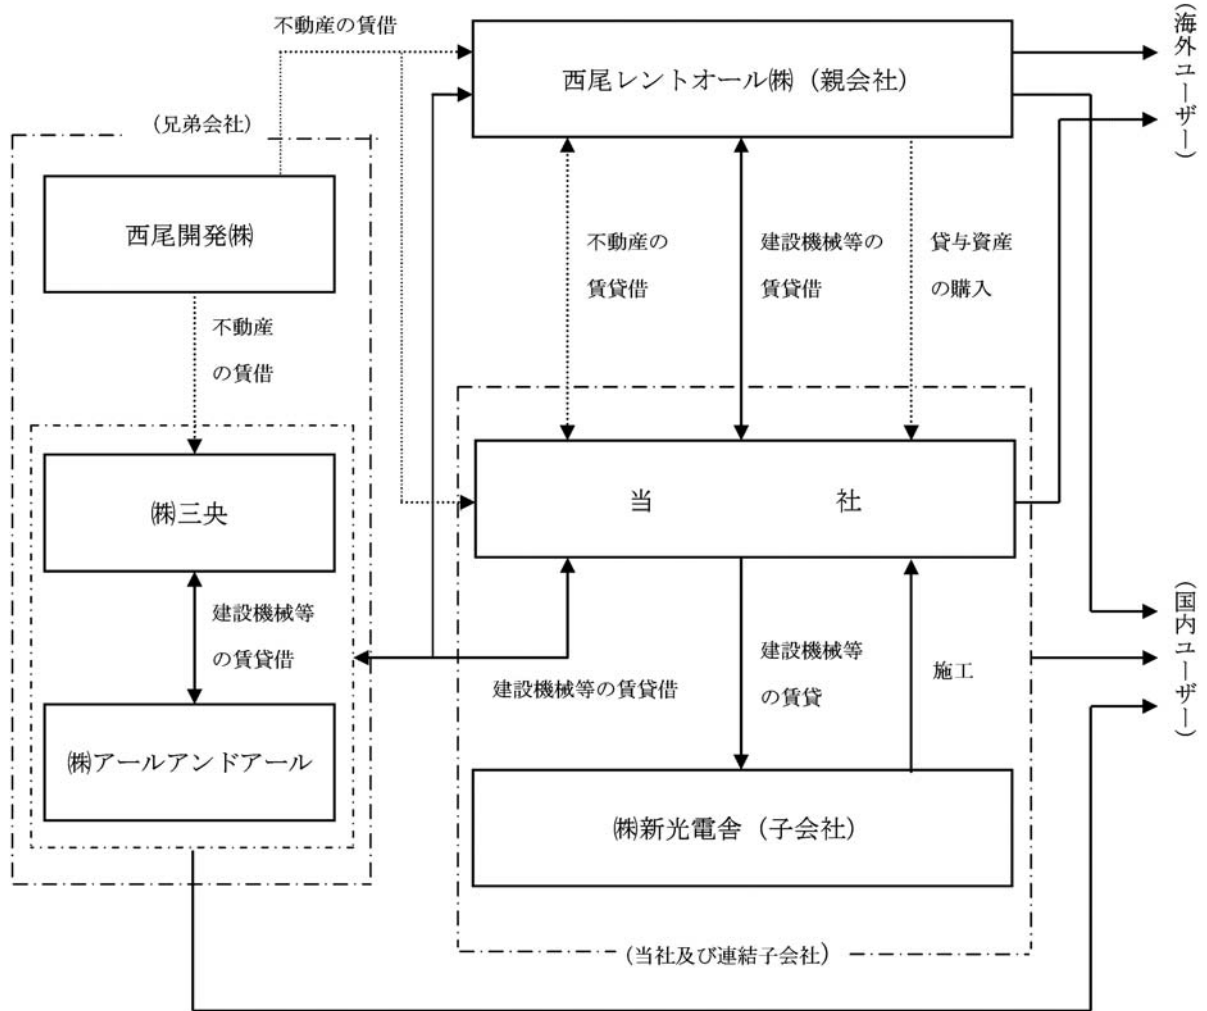 不動産の賃借
西尾レントオール㈱（親会社）
（海外ユーザー）
（兄弟会社）
西尾開発㈱
不動産の
賃貸借
建設機械等の
賃貸借
貸与資産
の購入
不動産
の賃借
㈱三央
当社
建設機械等
の賃貸借
㈱アールアンドアール
建設機械等の賃貸借
建設機械等
の賃貸
施工
（国内ユーザー）
㈱新光電舎（子会社）
（当社及び連結子会社）